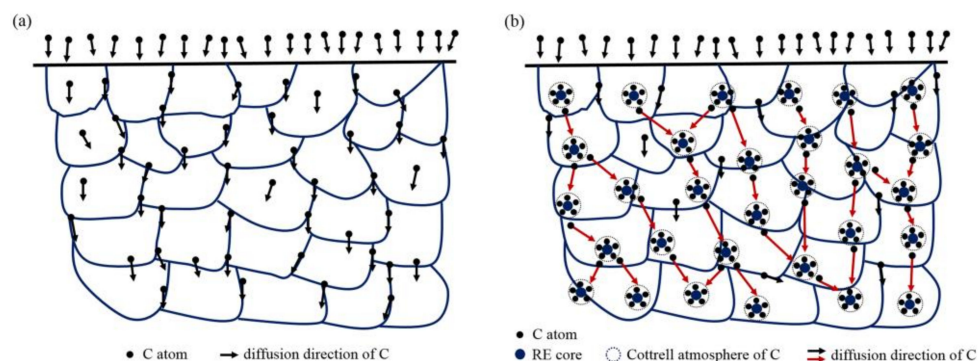 (a)
(b)
C atom
diffusion direction of C
C atom
RE core
Cottrell atmosphere of C
diffusion direction of C